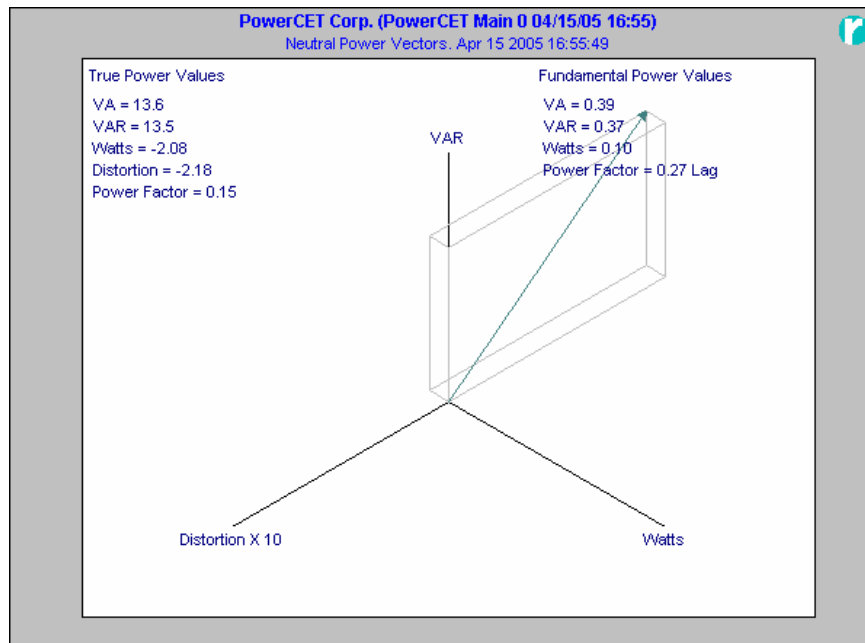 PowerCET Corp. (PowerCET Main 0 04/15/05 16:55)
Neutral Power Vectors. Apr 15 2005 16:55:49
r
True Power Values
VA = 13.6
VAR = 13.5
Watts = -2.08
Distortion = -2.18
Power Factor = 0.15
Fundamental Power Values
VA = 0.39
VAR = 0.37
Watts = 0.10
Power Factor = 0.27 Lag
VAR
Distortion X 10
Watts